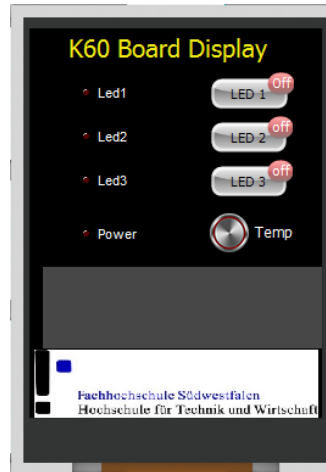 K60 Board Display
Led1 LED 1 Off
Led2 LED 2 off
Led3 LED 3 off
Power Temp
Fachhochschule Südwestfalen
Hochschule für Technik und Wirtschaft